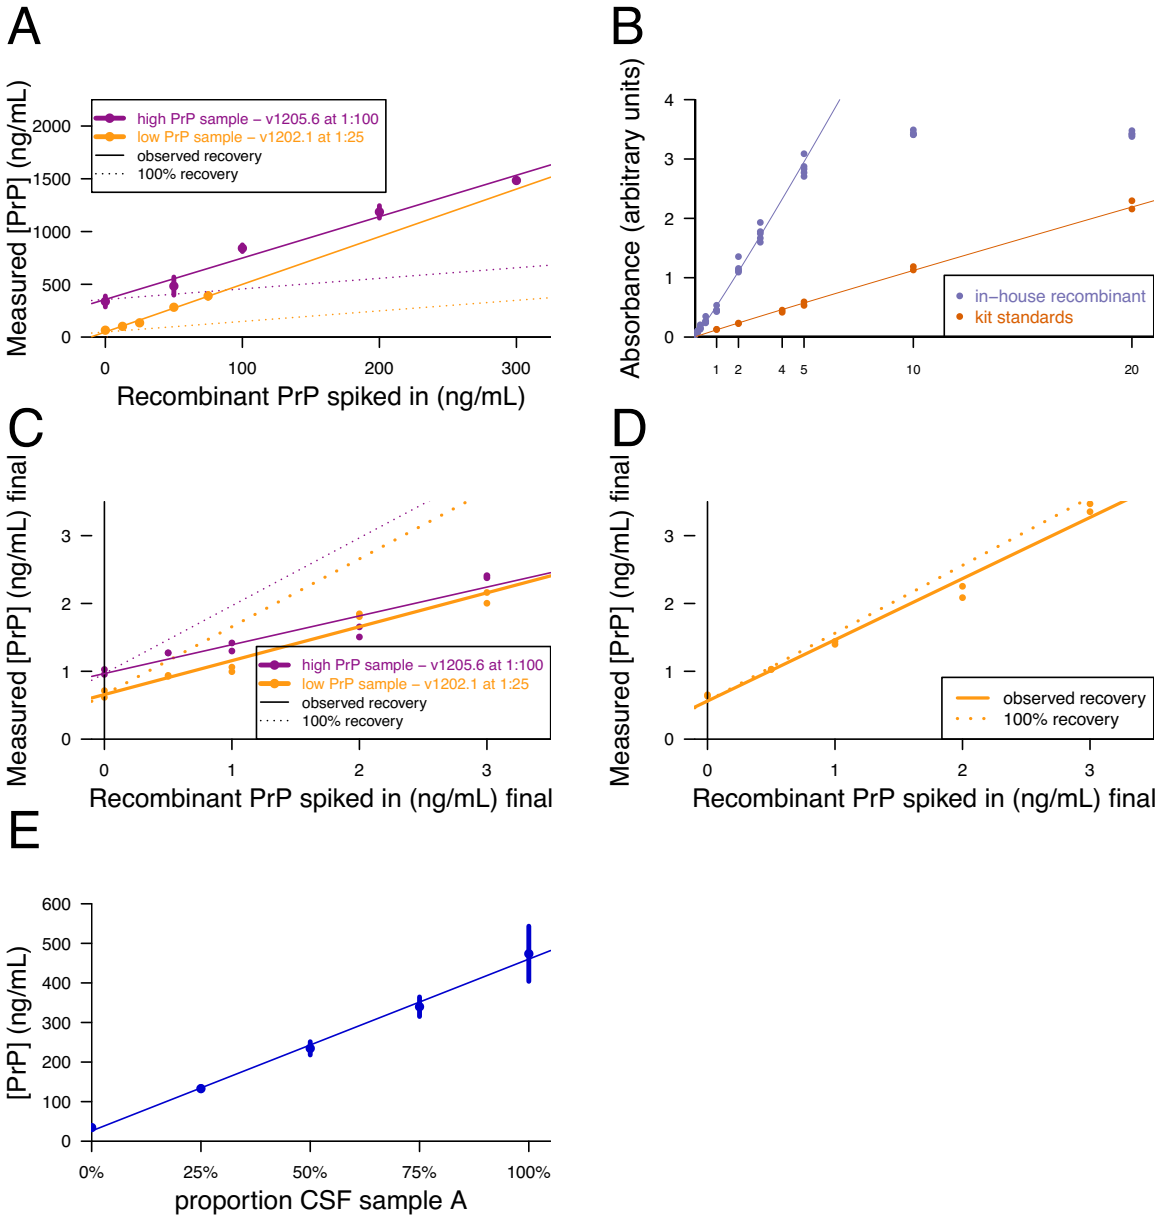 A
Measured [PrP] (ng/mL)
2000
1500
1000
500
0
high PrP sample – v1205.6 at 1:100
low PrP sample – v1202.1 at 1:25
observed recovery
100% recovery
0 100 200 300
Recombinant PrP spiked in (ng/mL)
B
Absorbance (arbitrary units)
4
3
2
1
0
in−house recombinant
kit standards
1 2 4 5 10 20
C
Measured [PrP] (ng/mL) final
3
2
1
0
high PrP sample – v1205.6 at 1:100
low PrP sample – v1202.1 at 1:25
observed recovery
100% recovery
0 1 2 3
Recombinant PrP spiked in (ng/mL) final
D
Measured [PrP] (ng/mL) final
3
2
1
0
observed recovery
100% recovery
0 1 2 3
Recombinant PrP spiked in (ng/mL) final
E
[PrP] (ng/mL)
600
500
400
300
200
100
0
0% 25% 50% 75% 100%
proportion CSF sample A